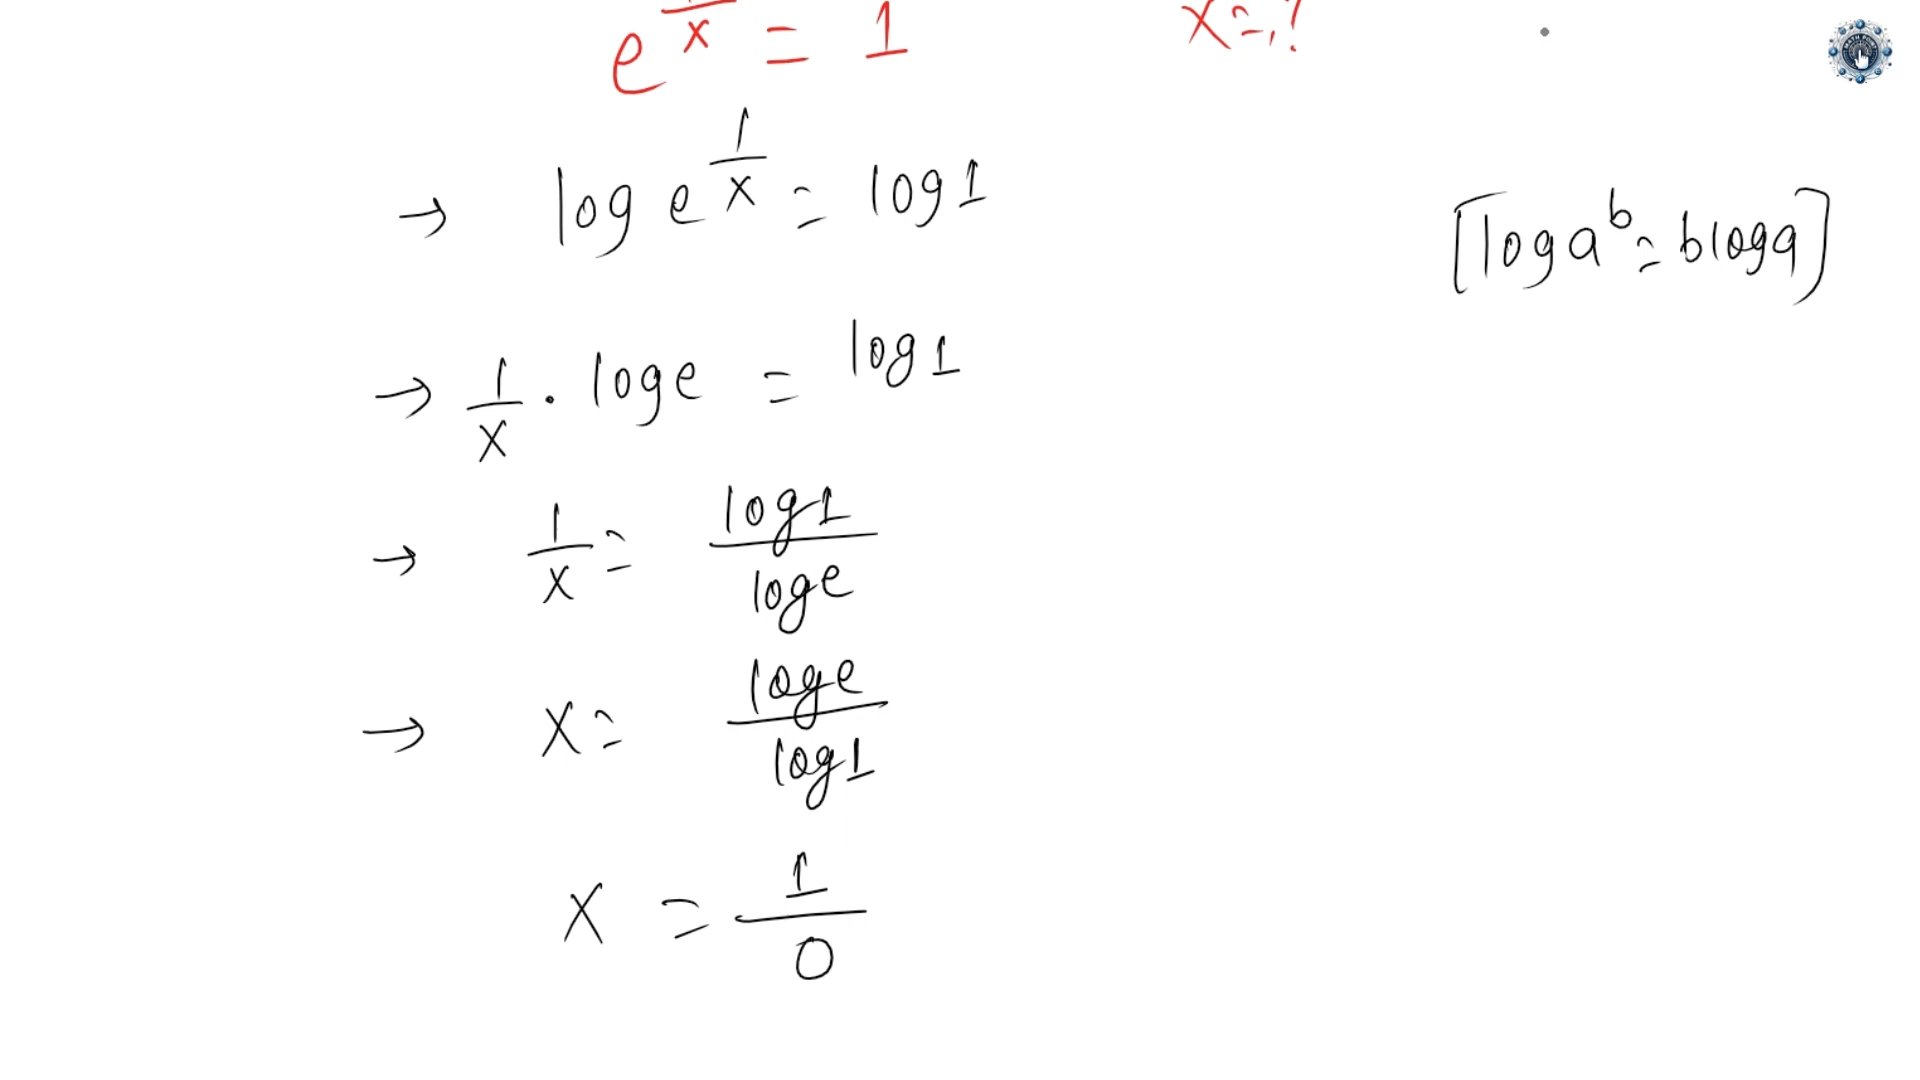 e^{1/x} = 1    x = ?
→ log e^{1/x} = log 1    [log a^b = b log a]
→ 1/x . log e = log 1
→ 1/x = log 1 / log e
→ x = log e / log 1
x = 1/0